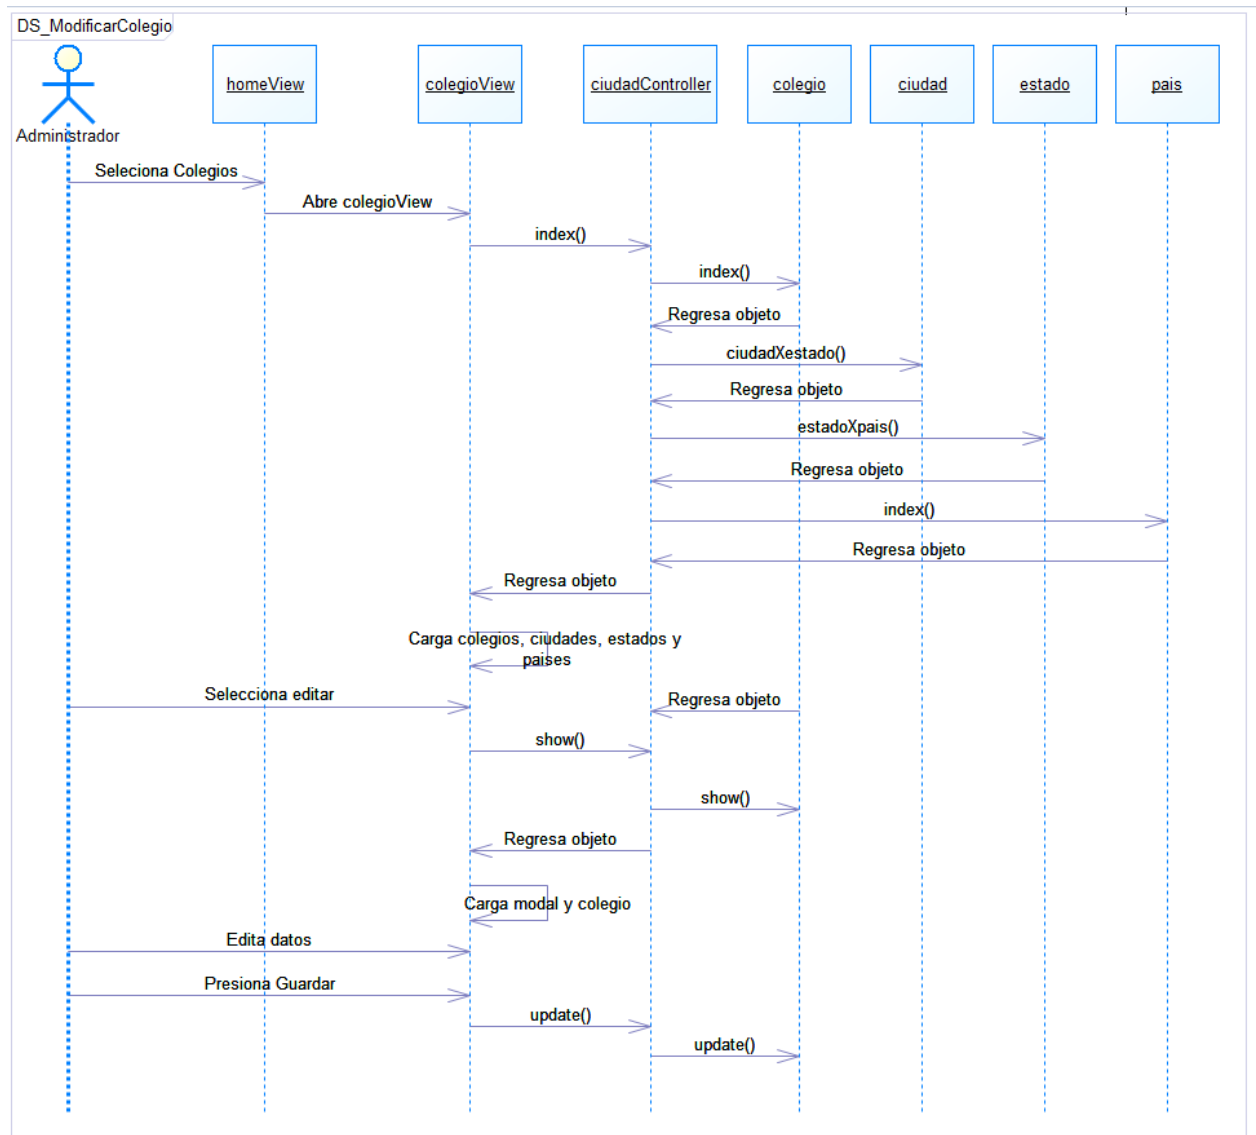 DS_ModificarColegio
Administrador
homeView
colegioView
ciudadController
colegio
ciudad
estado
pais
Seleciona Colegios
Abre colegioView
index()
index()
Regresa objeto
ciudadXestado()
Regresa objeto
estadoXpais()
Regresa objeto
index()
Regresa objeto
Regresa objeto
Carga colegios, ciudades, estados y
paises
Selecciona editar
Regresa objeto
show()
show()
Regresa objeto
Carga modal y colegio
Edita datos
Presiona Guardar
update()
update()